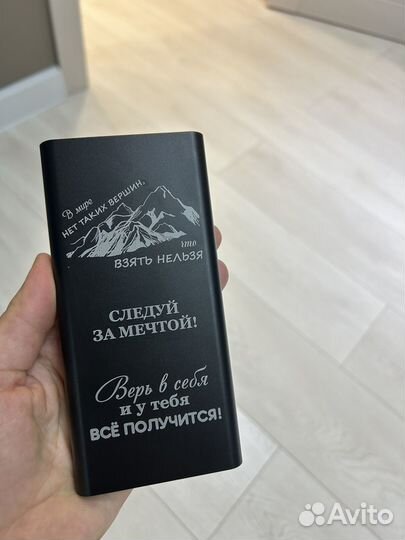 В мире
НЕТ ТАКИХ ВЕРШИН,
что
ВЗЯТЬ НЕЛЬЗЯ
СЛЕДУЙ
ЗА МЕЧТОЙ!
Верь в себя
и у тебя
ВСЁ ПОЛУЧИТСЯ!
Avito